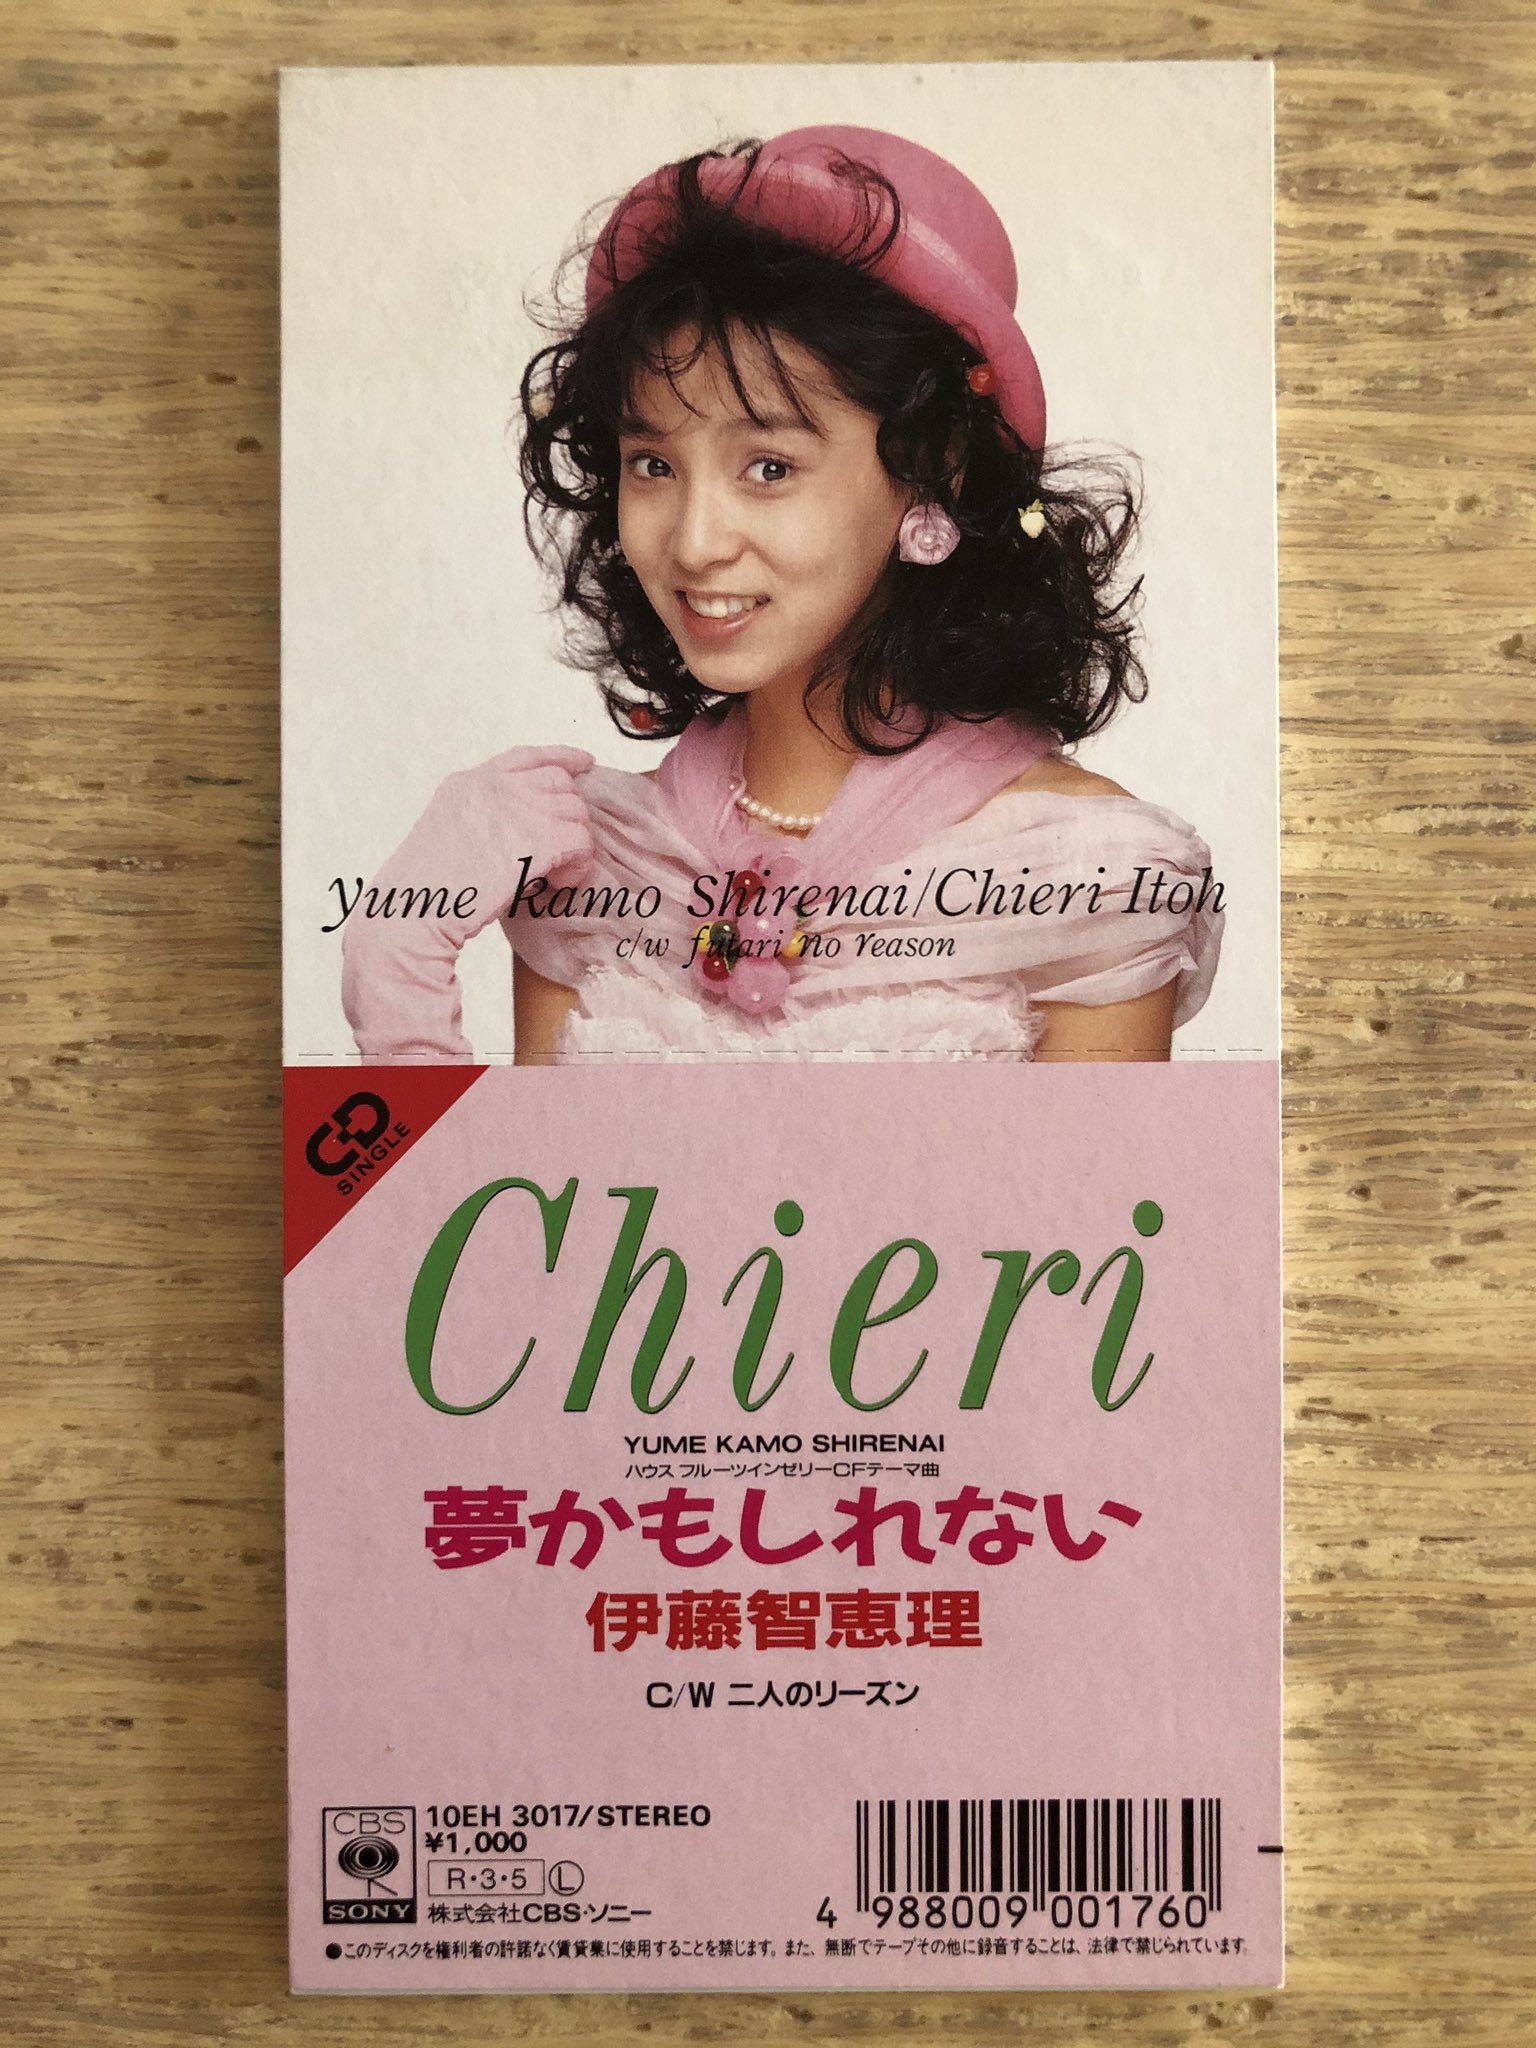 yume kamo shirenai/Chieri Itoh
c/w futari no reason
CD
SINGLE
Chieri
YUME KAMO SHIRENAI
ハウス フルーツインゼリーCFテーマ曲
夢かもしれない
伊藤智恵理
C/W 二人のリーズン
CBS
SONY
10EH 3017/STEREO
¥1,000
R・3・5 Ⓛ
株式会社CBS・ソニー
4 988009 001760
●このディスクを権利者の許諾なく賃貸業に使用することを禁じます。また、無断でテープその他に録音することは、法律で禁じられています。